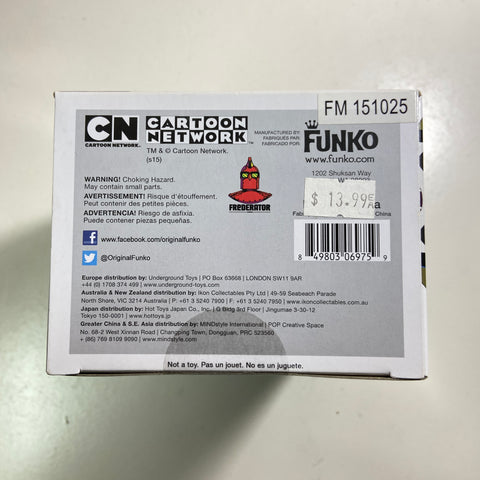 FM 151025
CN
CARTOON NETWORK.
CARTOON
NETWORK™
TM & © Cartoon Network.
(s15)
MANUFACTURED BY
FABRICADO POR:
FUNKO
www.funko.com
1202 Shuksan Way
$ 13.99
WARNING! Choking Hazard.
May contain small parts.
AVERTISSEMENT! Risque d'étouffement.
Peut contenir des petites pièces.
ADVERTENCIA! Riesgo de asfixia.
Puede contener piezas pequeñas.
FREDERATOR
www.facebook.com/originalFunko
@OriginalFunko
8 49803 06975 9
Europe distribution by: Underground Toys | PO Box 63668 | LONDON SW11 9AR
+44 (0) 1708 374 499 | www.undergroundtoys.com
Australia & New Zealand distribution by: Ikon Collectables Pty Ltd | 49-59 Seabeach Parade
North Shore, VIC 3214 Australia | P +61 3 5240 7900 | F +61 3 5240 7950 | www.ikoncollectables.com.au
Japan distribution by: Hot Toys Japan Co., Inc. | G Bldg 3rd Floor | Jingumae 3-30-12
Tokyo 150-0001 | www.hottoys.jp
Greater China & S.E. Asia distribution by: MINDstyle International | POP Creative Space
No. 68-2 West Xinnan Road | Changping Town, Dongguan, PRC 523560
+ (86) 769 8109 9090 | www.mindstyle.com
Not a toy. Pas un jouet. No es un juguete.